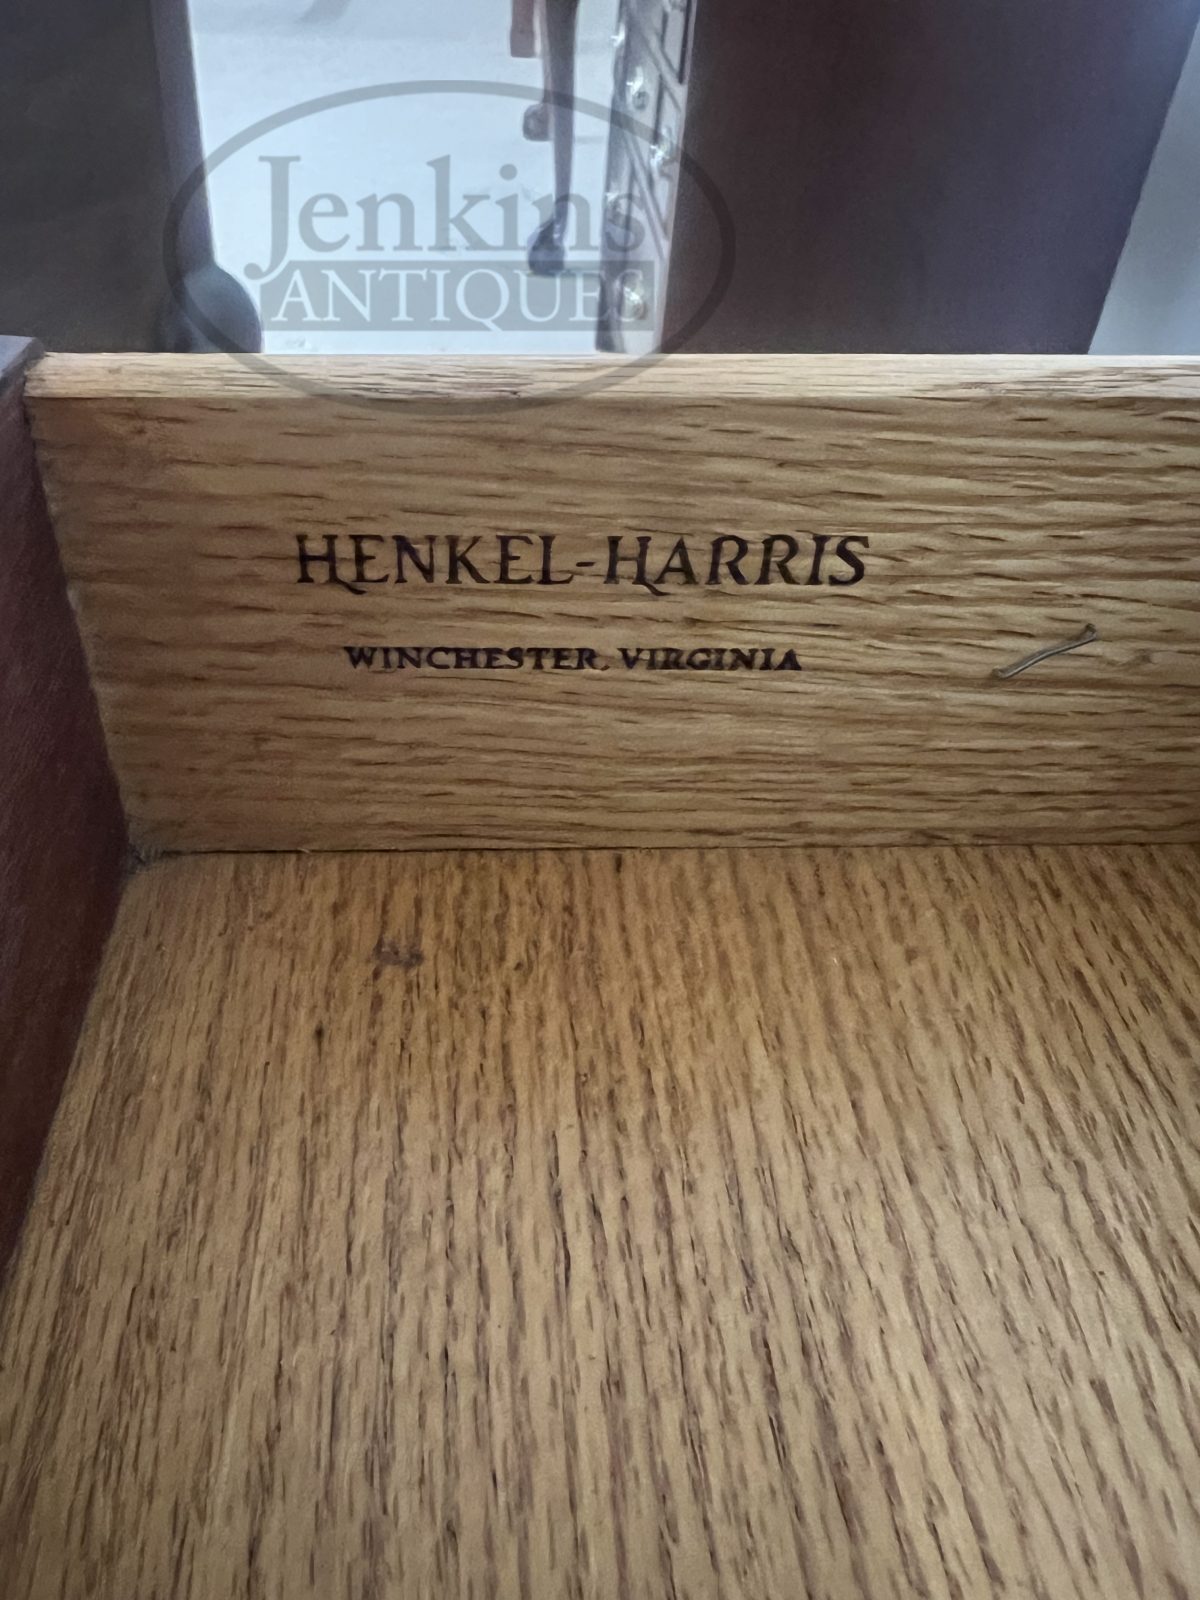 Jenkins
ANTIQUES
HENKEL-HARRIS
WINCHESTER, VIRGINIA